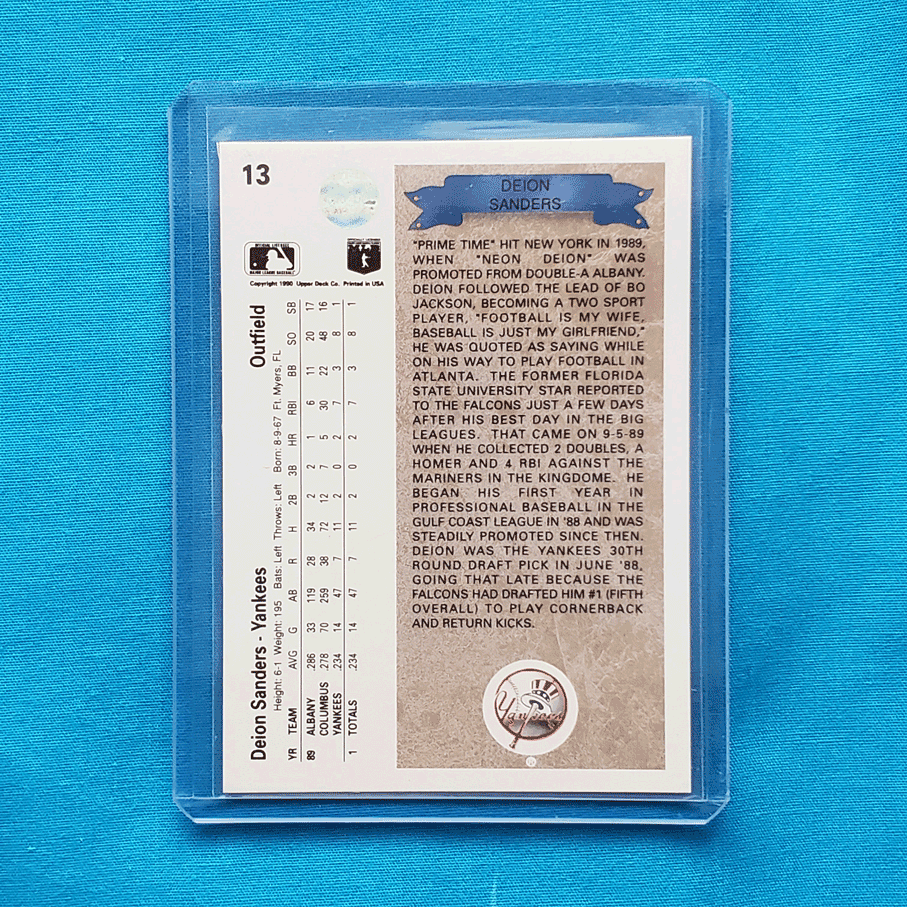 13
OFFICIAL LICENSEE
MAJOR LEAGUE BASEBALL
Copyright 1990 Upper Deck Co. Printed in USA
Deion Sanders - Yankees Outfield
Height: 6-1 Weight: 195 Bats: Left Throws: Left Born: 8-9-67 Ft. Myers, FL
YR TEAM AVG G AB R H 2B 3B HR RBI BB SO SB
89 ALBANY .286 33 119 28 34 2 2 1 6 11 20 17
COLUMBUS .278 70 259 38 72 12 7 5 30 22 48 16
YANKEES .234 14 47 7 11 2 0 2 7 3 8 1
1 TOTALS .234 14 47 7 11 2 0 2 7 3 8 1
DEION
SANDERS
"PRIME TIME" HIT NEW YORK IN 1989,
WHEN "NEON DEION" WAS
PROMOTED FROM DOUBLE-A ALBANY.
DEION FOLLOWED THE LEAD OF BO
JACKSON, BECOMING A TWO SPORT
PLAYER, "FOOTBALL IS MY WIFE,
BASEBALL IS JUST MY GIRLFRIEND,"
HE WAS QUOTED AS SAYING WHILE
ON HIS WAY TO PLAY FOOTBALL IN
ATLANTA. THE FORMER FLORIDA
STATE UNIVERSITY STAR REPORTED
TO THE FALCONS JUST A FEW DAYS
AFTER HIS BEST DAY IN THE BIG
LEAGUES. THAT CAME ON 9-5-89
WHEN HE COLLECTED 2 DOUBLES, A
HOMER AND 4 RBI AGAINST THE
MARINERS IN THE KINGDOME. HE
BEGAN HIS FIRST YEAR IN
PROFESSIONAL BASEBALL IN THE
GULF COAST LEAGUE IN '88 AND WAS
STEADILY PROMOTED SINCE THEN.
DEION WAS THE YANKEES 30TH
ROUND DRAFT PICK IN JUNE '88,
GOING THAT LATE BECAUSE THE
FALCONS HAD DRAFTED HIM #1 (FIFTH
OVERALL) TO PLAY CORNERBACK
AND RETURN KICKS.
Yankees